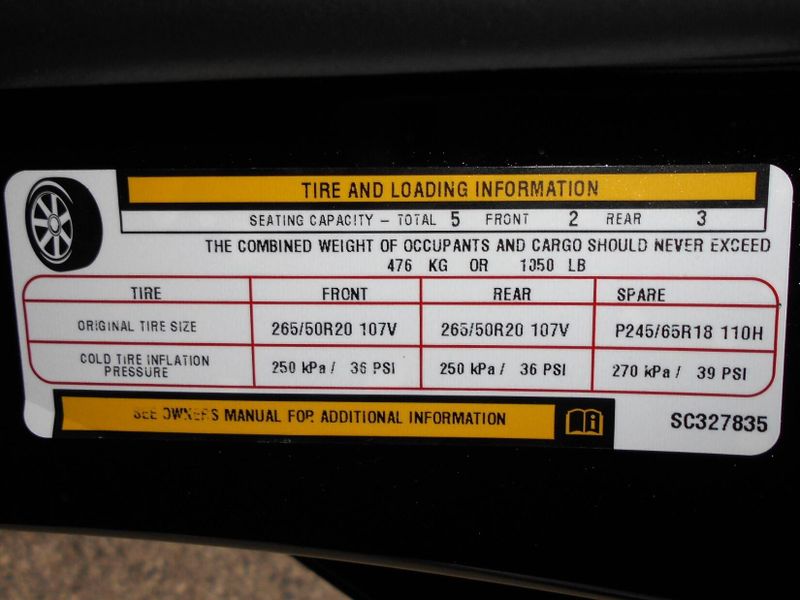 TIRE AND LOADING INFORMATION
SEATING CAPACITY – TOTAL 5 FRONT 2 REAR 3
THE COMBINED WEIGHT OF OCCUPANTS AND CARGO SHOULD NEVER EXCEED
476 KG OR 1050 LB
TIRE FRONT REAR SPARE
ORIGINAL TIRE SIZE 265/50R20 107V 265/50R20 107V P245/65R18 110H
COLD TIRE INFLATION PRESSURE 250 kPa / 36 PSI 250 kPa / 36 PSI 270 kPa / 39 PSI
SEE OWNER'S MANUAL FOR ADDITIONAL INFORMATION
SC327835